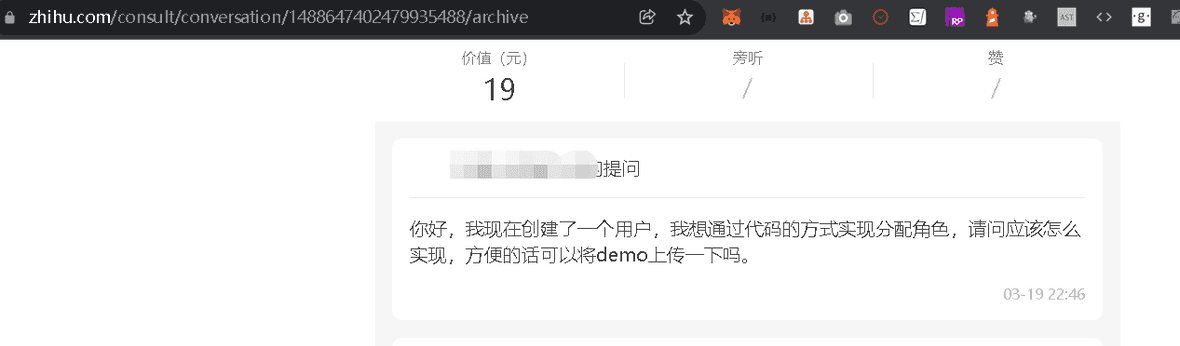 zhihu.com/consult/conversation/1488647402479935488/archive
RP
AST
·g·
价值（元）
旁听
赞
19
/
/
的提问
你好，我现在创建了一个用户，我想通过代码的方式实现分配角色，请问应该怎么
实现，方便的话可以将demo上传一下吗。
03-19 22:46